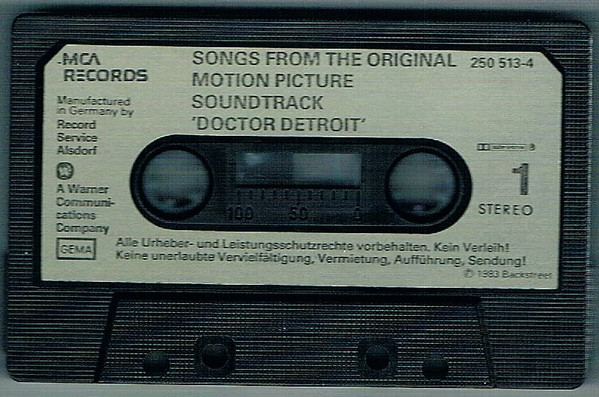 MCA
RECORDS
SONGS FROM THE ORIGINAL
MOTION PICTURE
SOUNDTRACK
'DOCTOR DETROIT'
250 513-4
Manufactured
in Germany by
Record
Service
Alsdorf
A Warner
Communi-
cations
Company
GEMA
100 50 0
1
STEREO
Alle Urheber- und Leistungsschutzrechte vorbehalten. Kein Verleih!
Keine unerlaubte Vervielfältigung, Vermietung, Aufführung, Sendung!
℗ 1983 Backstreet